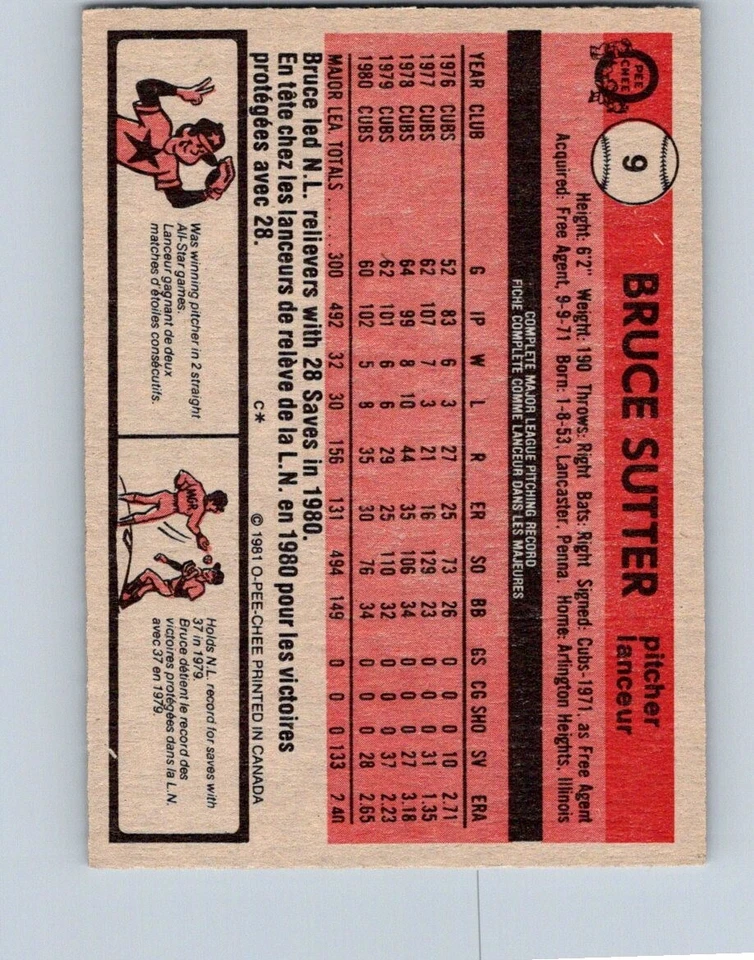 O
PEE
CHEE
9
BRUCE SUTTER pitcher
lanceur
Height: 6'2" Weight: 190 Throws: Right Bats: Right Signed: Cubs-1971, as Free Agent
Acquired: Free Agent, 9-9-71 Born: 1-8-53, Lancaster, Penna. Home: Arlington Heights, Illinois
COMPLETE MAJOR LEAGUE PITCHING RECORD
FICHE COMPLÈTE COMME LANCEUR DANS LES MAJEURES
YEAR CLUB G IP W L R ER SO BB GS CG SHO SV ERA
1976 CUBS 52 83 6 3 27 25 73 26 0 0 0 10 2.71
1977 CUBS 62 107 7 3 21 16 129 23 0 0 0 31 1.35
1978 CUBS 64 99 8 10 44 35 106 34 0 0 0 27 3.18
1979 CUBS 62 101 6 6 29 25 110 32 0 0 0 37 2.23
1980 CUBS 60 102 5 8 35 30 76 34 0 0 0 28 2.65
MAJOR LEA. TOTALS ...... 300 492 32 30 156 131 494 149 0 0 0 133 2.40
Bruce led N.L. relievers with 28 Saves in 1980.
En tête chez les lanceurs de relève de la L.N. en 1980 pour les victoires
protégées avec 28.
C* © 1981 O-PEE-CHEE PRINTED IN CANADA
Was winning pitcher in 2 straight
All-Star games.
Lanceur gagnant de deux
matches d'étoiles consécutifs.
MGR
Holds N.L. record for saves with
37 in 1979.
Bruce détient le record des
victoires protégées dans la L.N.
avec 37 en 1979.